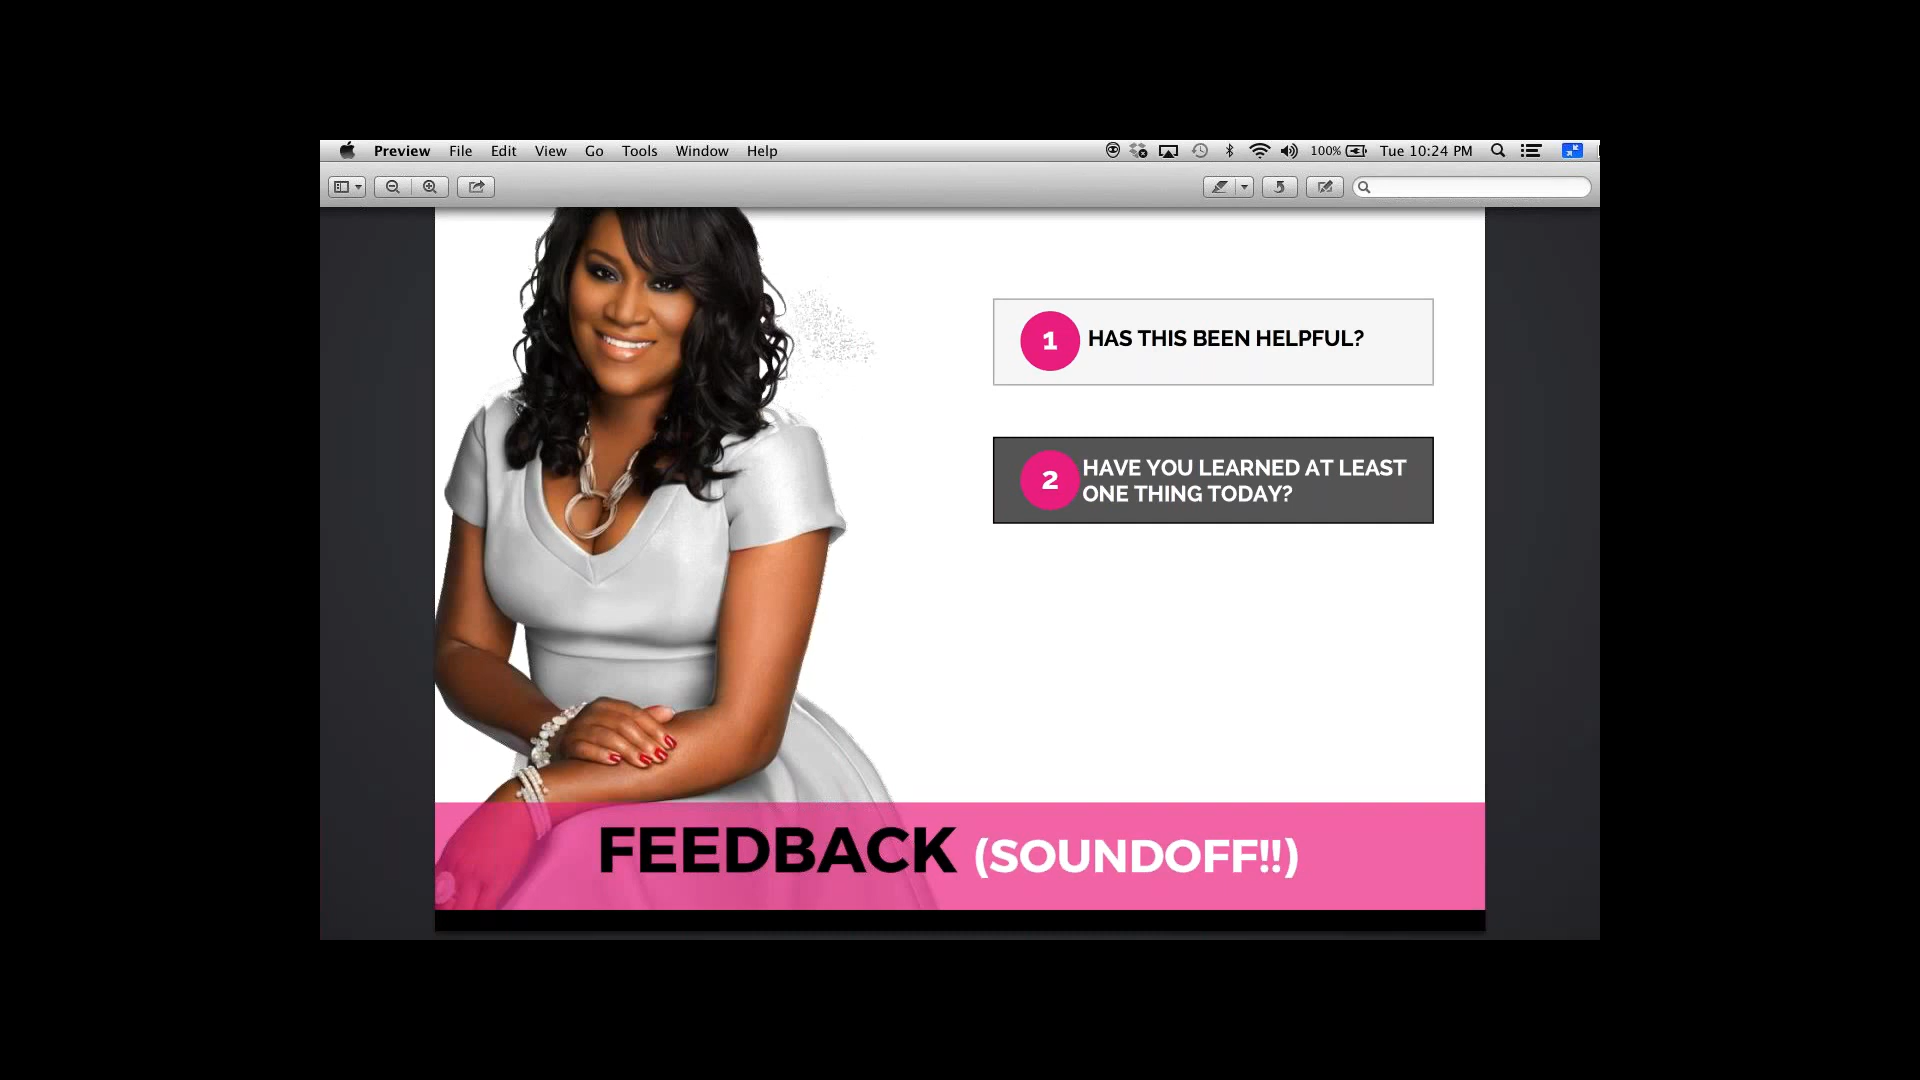 Preview File Edit View Go Tools Window Help 100% Tue 10:24 PM
1 HAS THIS BEEN HELPFUL?
2 HAVE YOU LEARNED AT LEAST
ONE THING TODAY?
FEEDBACK (SOUNDOFF!!)